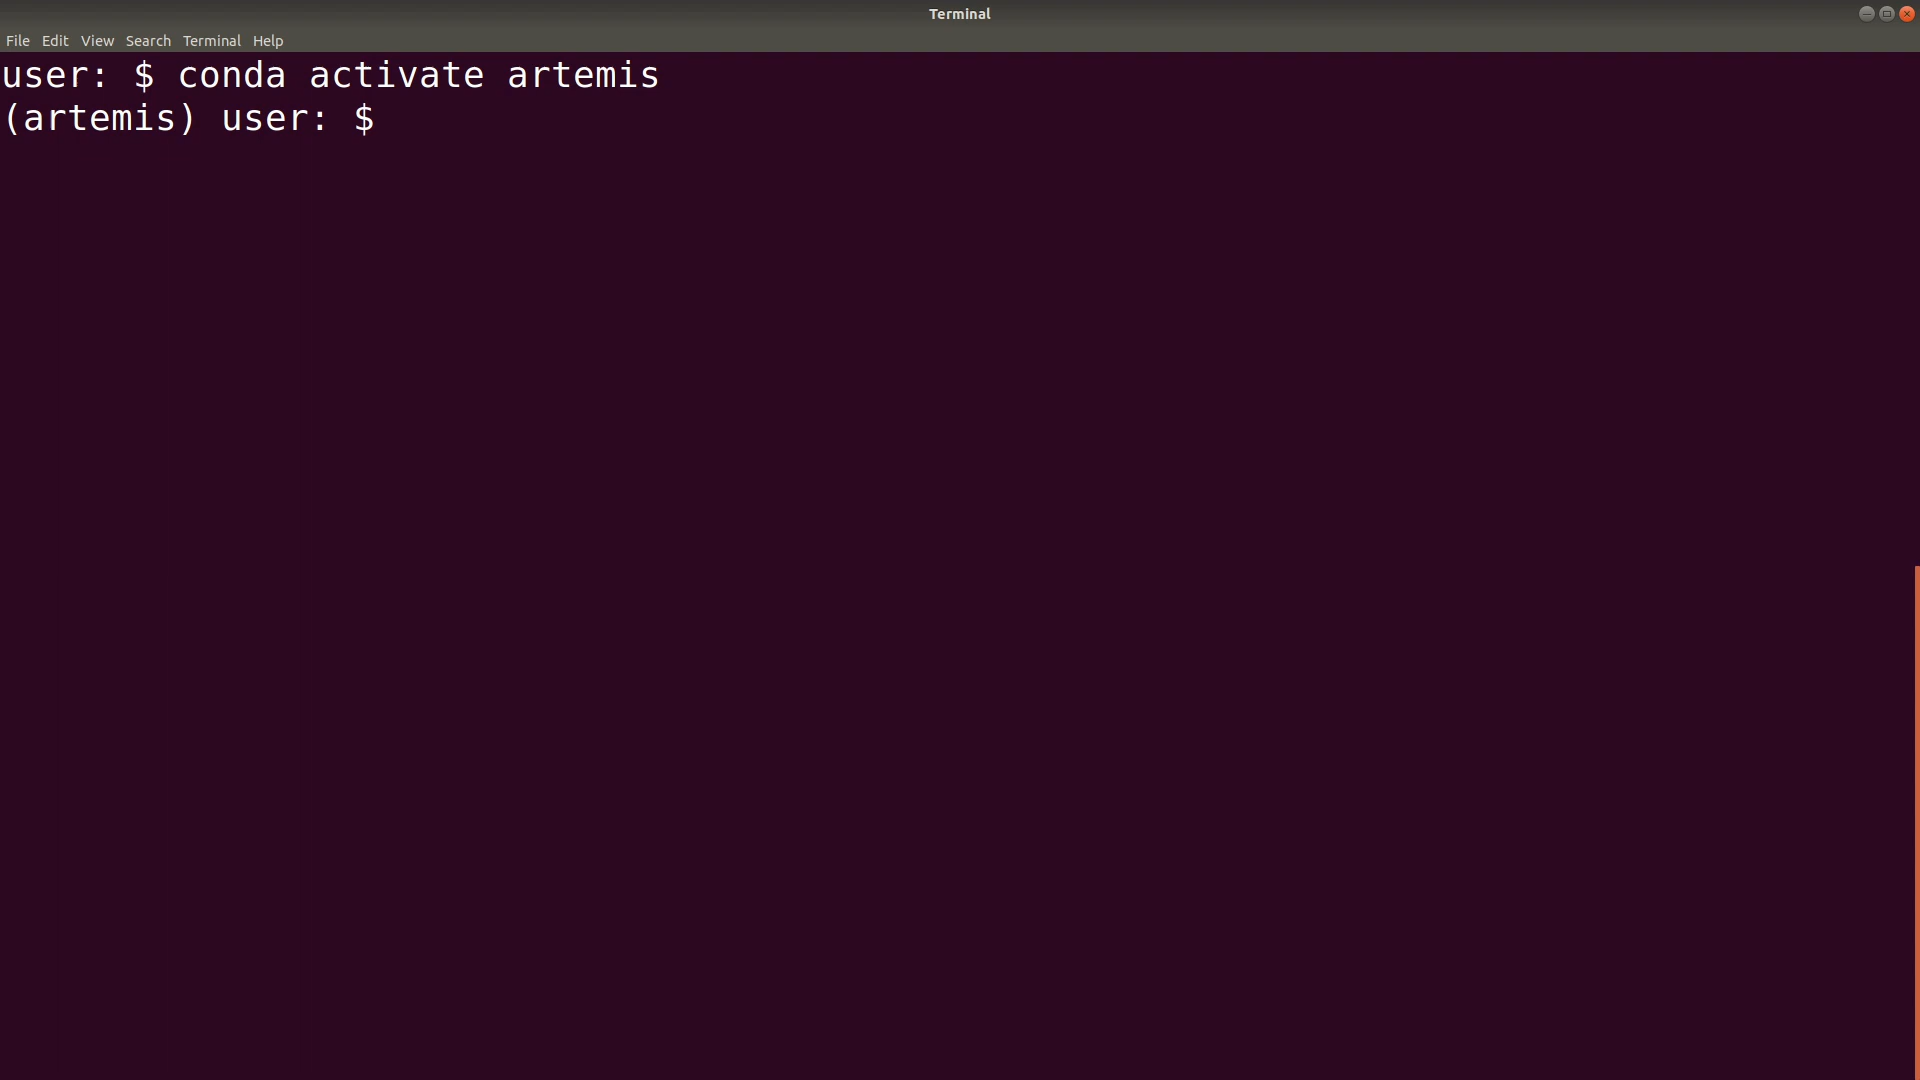 Terminal
File Edit View Search Terminal Help
user: $ conda activate artemis
(artemis) user: $